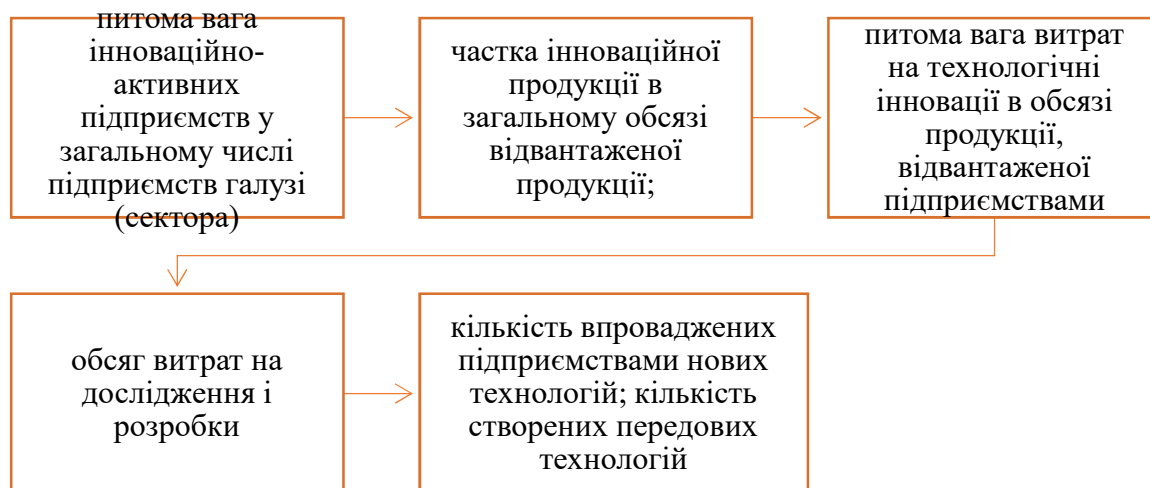 питома вага
інноваційно-
активних
підприємств у
загальному числі
підприємств галузі
(сектора)
частка інноваційної
продукції в
загальному обсязі
відвантаженої
продукції;
питома вага витрат
на технологічні
інновації в обсязі
продукції,
відвантаженої
підприємствами
обсяг витрат на
дослідження і
розробки
кількість впроваджених
підприємствами нових
технологій; кількість
створених передових
технологій